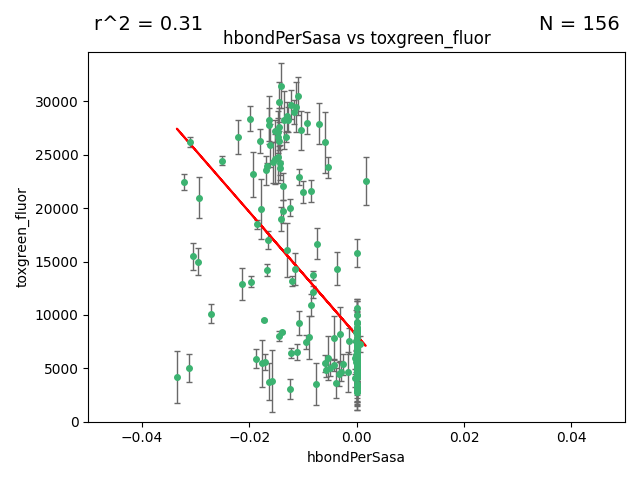 r^2 = 0.31
N = 156
hbondPerSasa vs toxgreen_fluor
toxgreen_fluor
30000
25000
20000
15000
10000
5000
0
−0.04
−0.02
0.00
0.02
0.04
hbondPerSasa